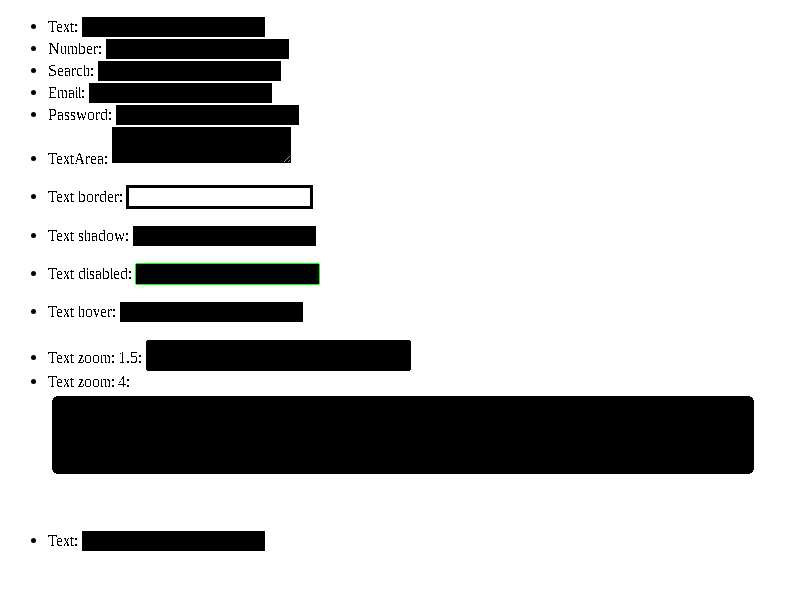 Text:
Number:
Search:
Email:
Password:
TextArea:
Text border:
Text shadow:
Text disabled:
Text hover:
Text zoom: 1.5:
Text zoom: 4:
Text: